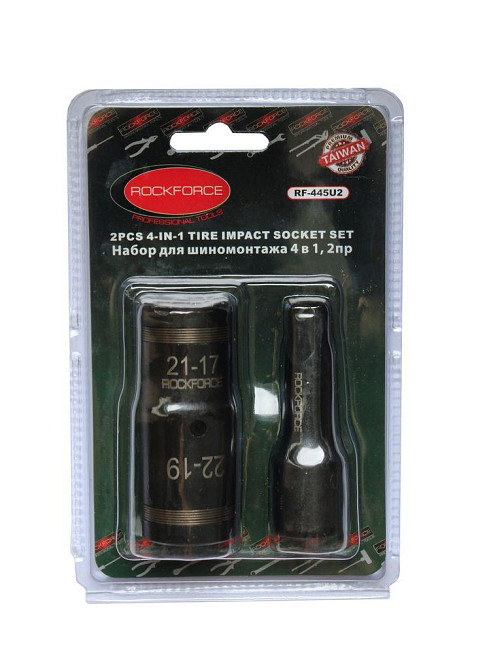 ROCKFORCE
PROFESSIONAL TOOLS
PREMIUM
TAIWAN
RF-445U2
2PCS 4-IN-1 TIRE IMPACT SOCKET SET
Набор для шиномонтажа 4 в 1, 2пр
21-17
ROCKFORCE
22-19
ROCKFORCE